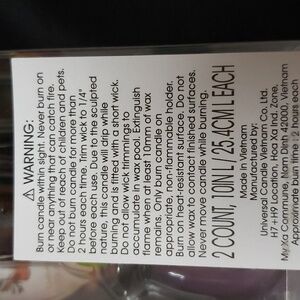 ⚠ WARNING:
Burn candle within sight. Never burn on
or near anything that can catch fire.
Keep out of reach of children and pets.
Do not burn candle for more than
2 hours each time. Trim wick to 1/4"
before each use. Due to the sculpted
nature, this candle will drip while
burning and is lifted with a short wick.
Do not allow wick trimmings to
accumulate in wax pool. Extinguish
flame when at least 10mm of wax
remains. Only burn candle on
appropriate, non-flammable holder.
Burn on heat-resistant surface. Do not
allow wax to contact finished surfaces.
Never move candle while burning.
2 COUNT, 10IN L / 25.4CM L EACH
Made in Vietnam
Manufactured by:
Universal Candle Vietnam Co. Ltd.
H7+H9 Location, Hoa Xa Ind. Zone,
My Xa Commune, Nam Dinh 42000, Vietnam
Approximate burn time: 1 hours each